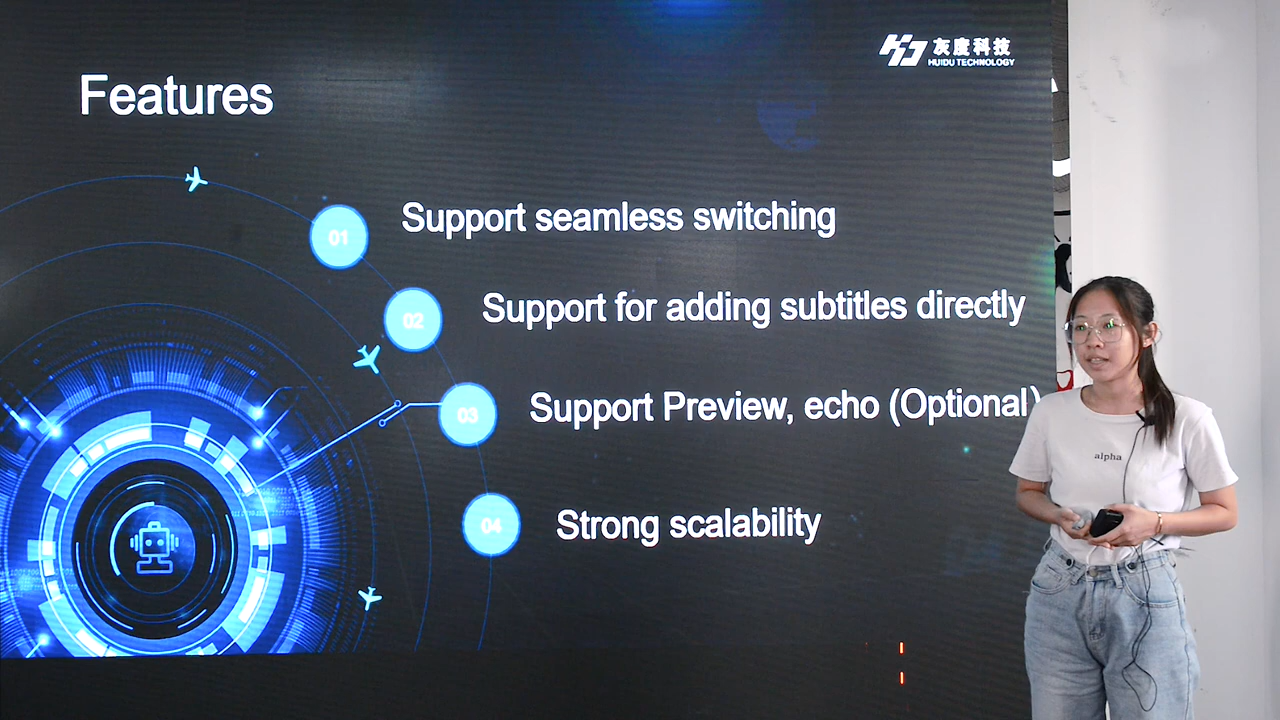 灰度科技
HUIDU TECHNOLOGY
Features
01
Support seamless switching
02
Support for adding subtitles directly
03
Support Preview, echo (Optional)
04
Strong scalability
alpha